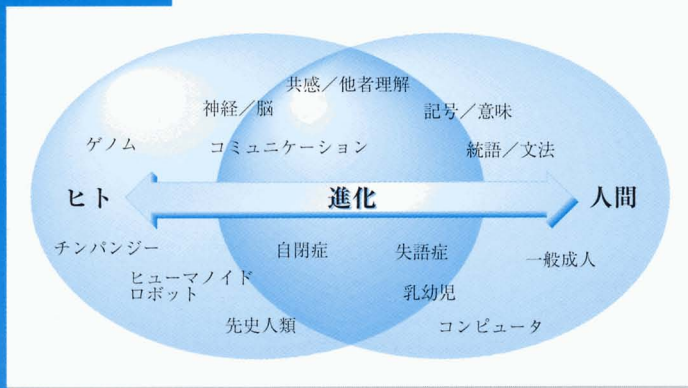 共感／他者理解
神経／脳
記号／意味
ゲノム
コミュニケーション
統語／文法
ヒト
進化
人間
チンパンジー
自閉症
失語症
一般成人
ヒューマノイド
ロボット
乳幼児
先史人類
コンピュータ